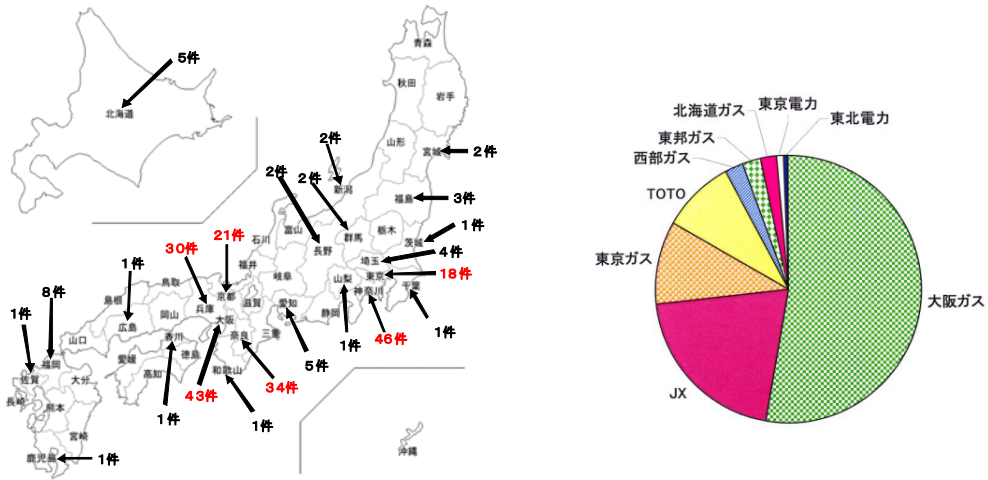 青森
5件
秋田
岩手
北海道
山形
2件
宮城
2件
2件
2件
新潟
福島
3件
石川
富山
群馬
栃木
1件
茨城
長野
30件
21件
4件
埼玉
福井
18件
東京
岐阜
1件
鳥取
山梨
千葉
8件
島根
京都
滋賀
神奈川
愛知
兵庫
1件
岡山
静岡
広島
大阪
1件
山口
香川
奈良
三重
46件
1件
愛媛
徳島
5件
福岡
高知
和歌山
佐賀
大分
34件
43件
長崎
熊本
1件
1件
宮崎
鹿児島
1件
沖縄
東京電力
北海道ガス
東北電力
東邦ガス
西部ガス
TOTO
東京ガス
大阪ガス
JX